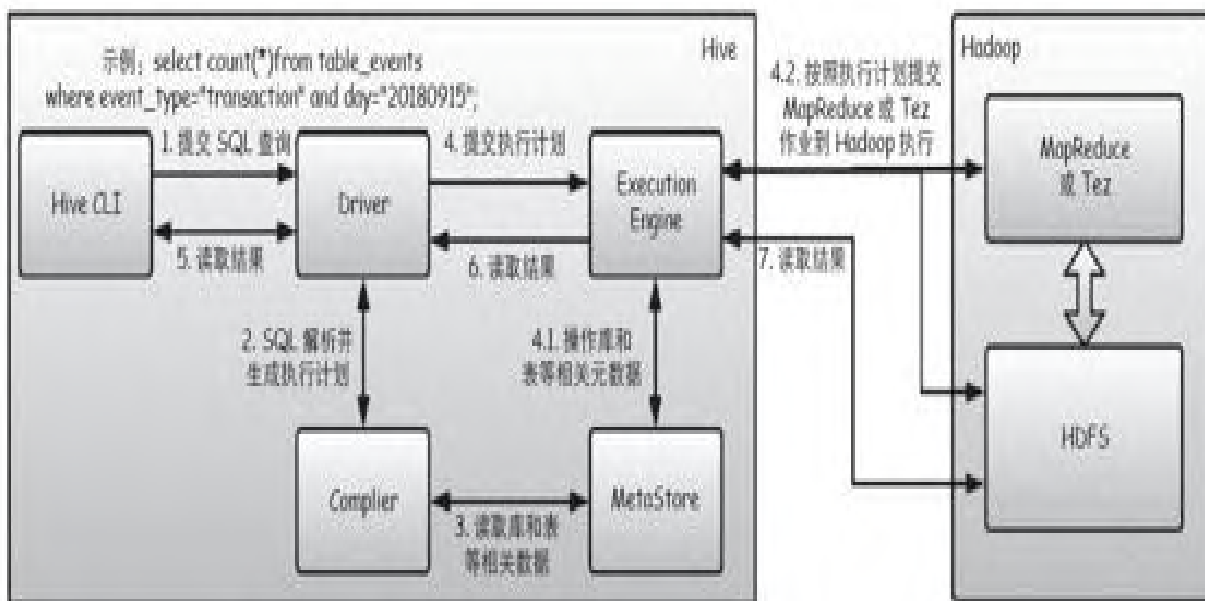 示例：select count(*)from table_events
where event_type="transaction" and day="20180915";
Hive
Hadoop
1. 提交 SQL 查询
4. 提交执行计划
4.2. 按照执行计划提交
MapReduce 或 Tez
作业到 Hadoop 执行
Hive CLI
Driver
Execution
Engine
MapReduce
或 Tez
5. 读取结果
6. 读取结果
7. 读取结果
2. SQL 解析并
生成执行计划
4.1. 操作库和
表等相关元数据
Complier
MetaStore
HDFS
3. 读取库和表
等相关数据